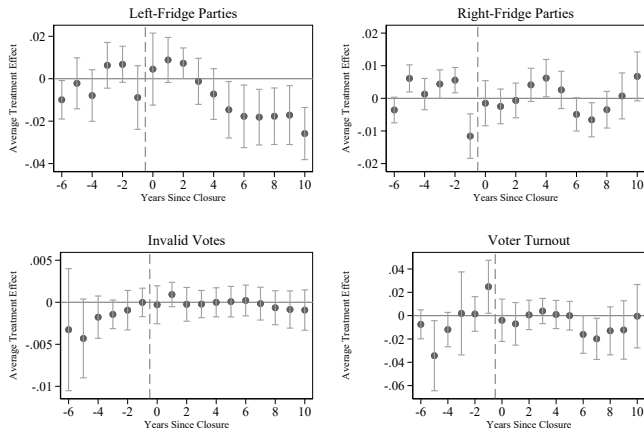 Left-Fridge Parties
Average Treatment Effect
.02
0
-.02
-.04
-6 -4 -2 0 2 4 6 8 10
Years Since Closure
Right-Fridge Parties
Average Treatment Effect
.02
.01
0
-.01
-.02
-6 -4 -2 0 2 4 6 8 10
Years Since Closure
Invalid Votes
Average Treatment Effect
.005
0
-.005
-.01
-6 -4 -2 0 2 4 6 8 10
Years Since Closure
Voter Turnout
Average Treatment Effect
.04
.02
0
-.02
-.04
-.06
-6 -4 -2 0 2 4 6 8 10
Years Since Closure